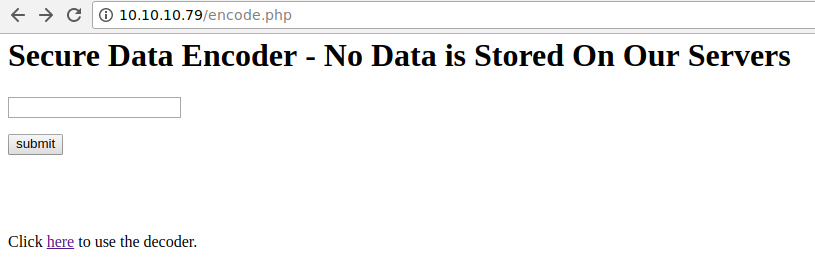 10.10.10.79/encode.php
Secure Data Encoder - No Data is Stored On Our Servers
submit
Click here to use the decoder.